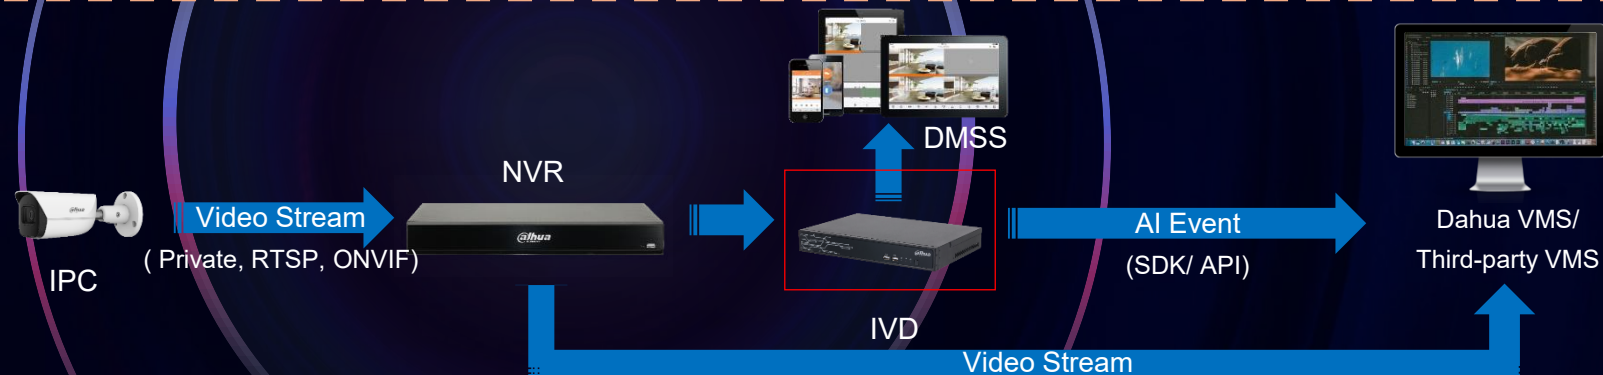 DMSS
NVR
alhua
Video Stream
( Private, RTSP, ONVIF)
IPC
AI Event
(SDK/ API)
Dahua VMS/
Third-party VMS
IVD
Video Stream